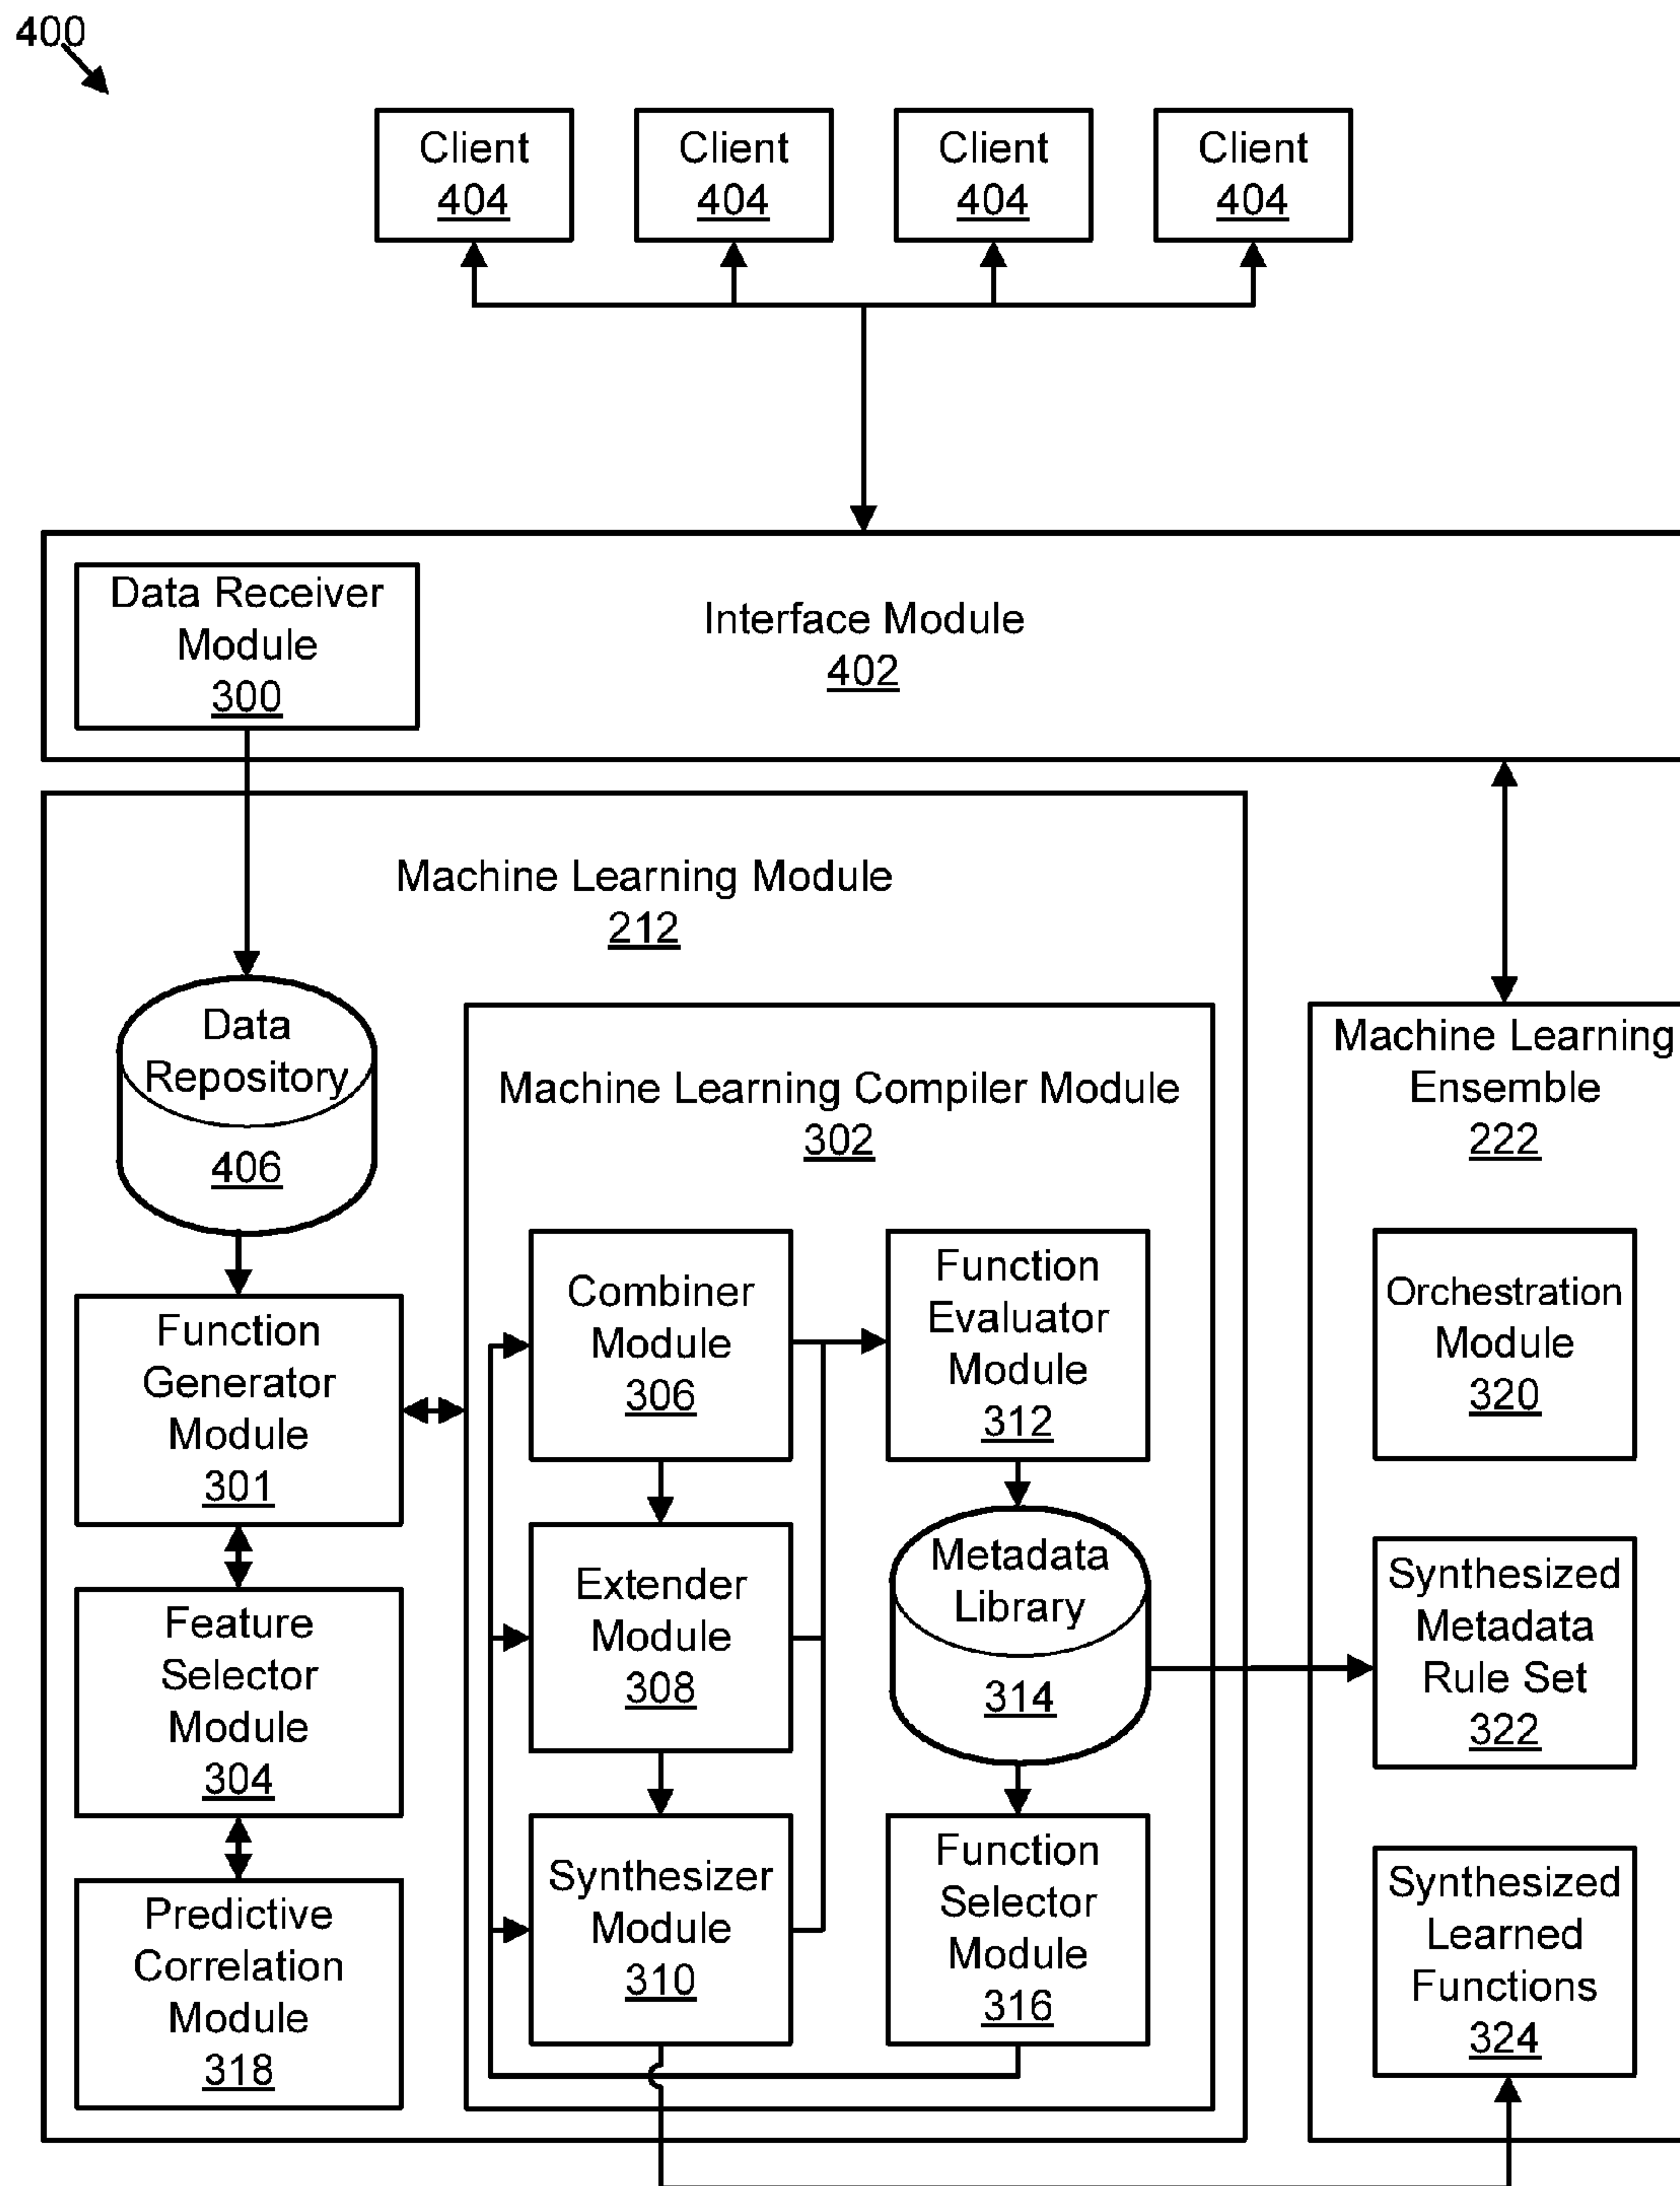 400
Client
404
Client
404
Client
404
Client
404
Data Receiver
Module
300
Interface Module
402
Machine Learning Module
212
Data
Repository
406
Machine Learning Compiler Module
302
Machine Learning
Ensemble
222
Function
Generator
Module
301
Combiner
Module
306
Function
Evaluator
Module
312
Orchestration
Module
320
Feature
Selector
Module
304
Extender
Module
308
Metadata
Library
314
Synthesized
Metadata
Rule Set
322
Predictive
Correlation
Module
318
Synthesizer
Module
310
Function
Selector
Module
316
Synthesized
Learned
Functions
324